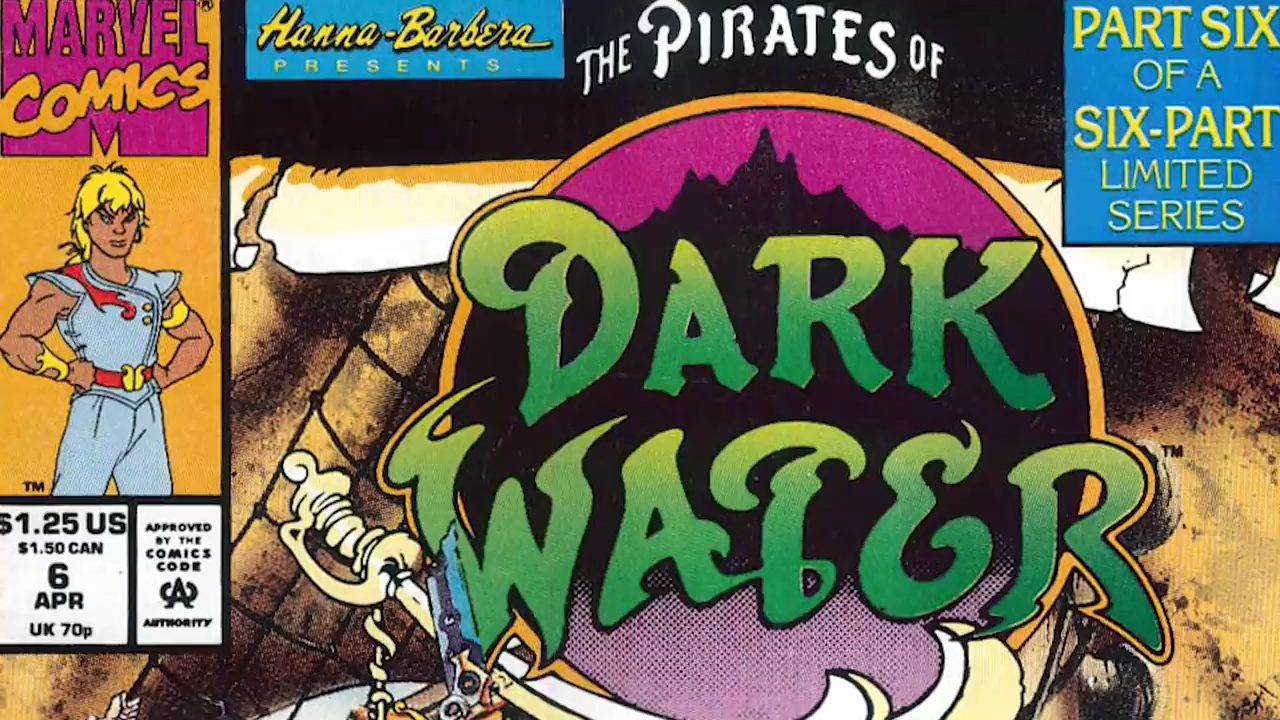 MARVEL®
COMICS
Hanna-Barbera
PRESENTS
THE PIRATES OF
DARK
WATER
TM
PART SIX
OF A
SIX-PART
LIMITED
SERIES
TM
$1.25 US
$1.50 CAN
6
APR
UK 70p
APPROVED
BY THE
COMICS
CODE
CA
AUTHORITY